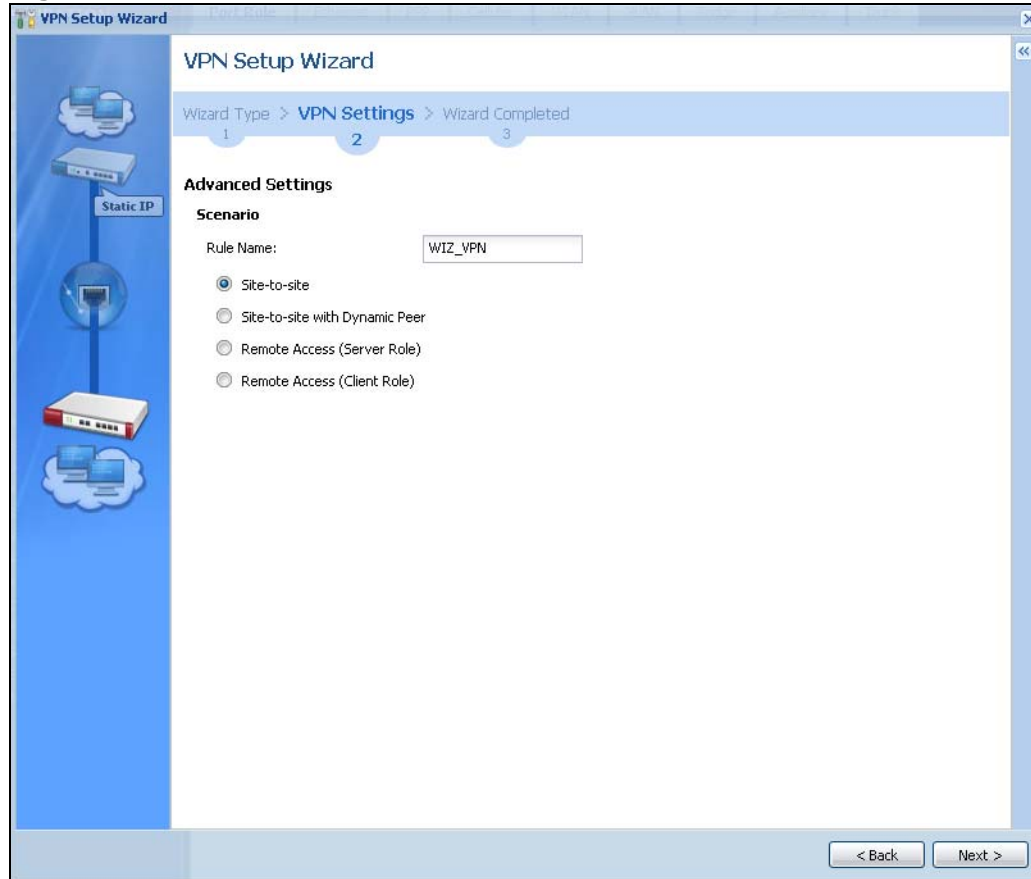 VPN Setup Wizard
VPN Setup Wizard
Wizard Type > VPN Settings > Wizard Completed
1 2 3
Static IP
Advanced Settings
Scenario
Rule Name: WIZ_VPN
Site-to-site
Site-to-site with Dynamic Peer
Remote Access (Server Role)
Remote Access (Client Role)
< Back Next >